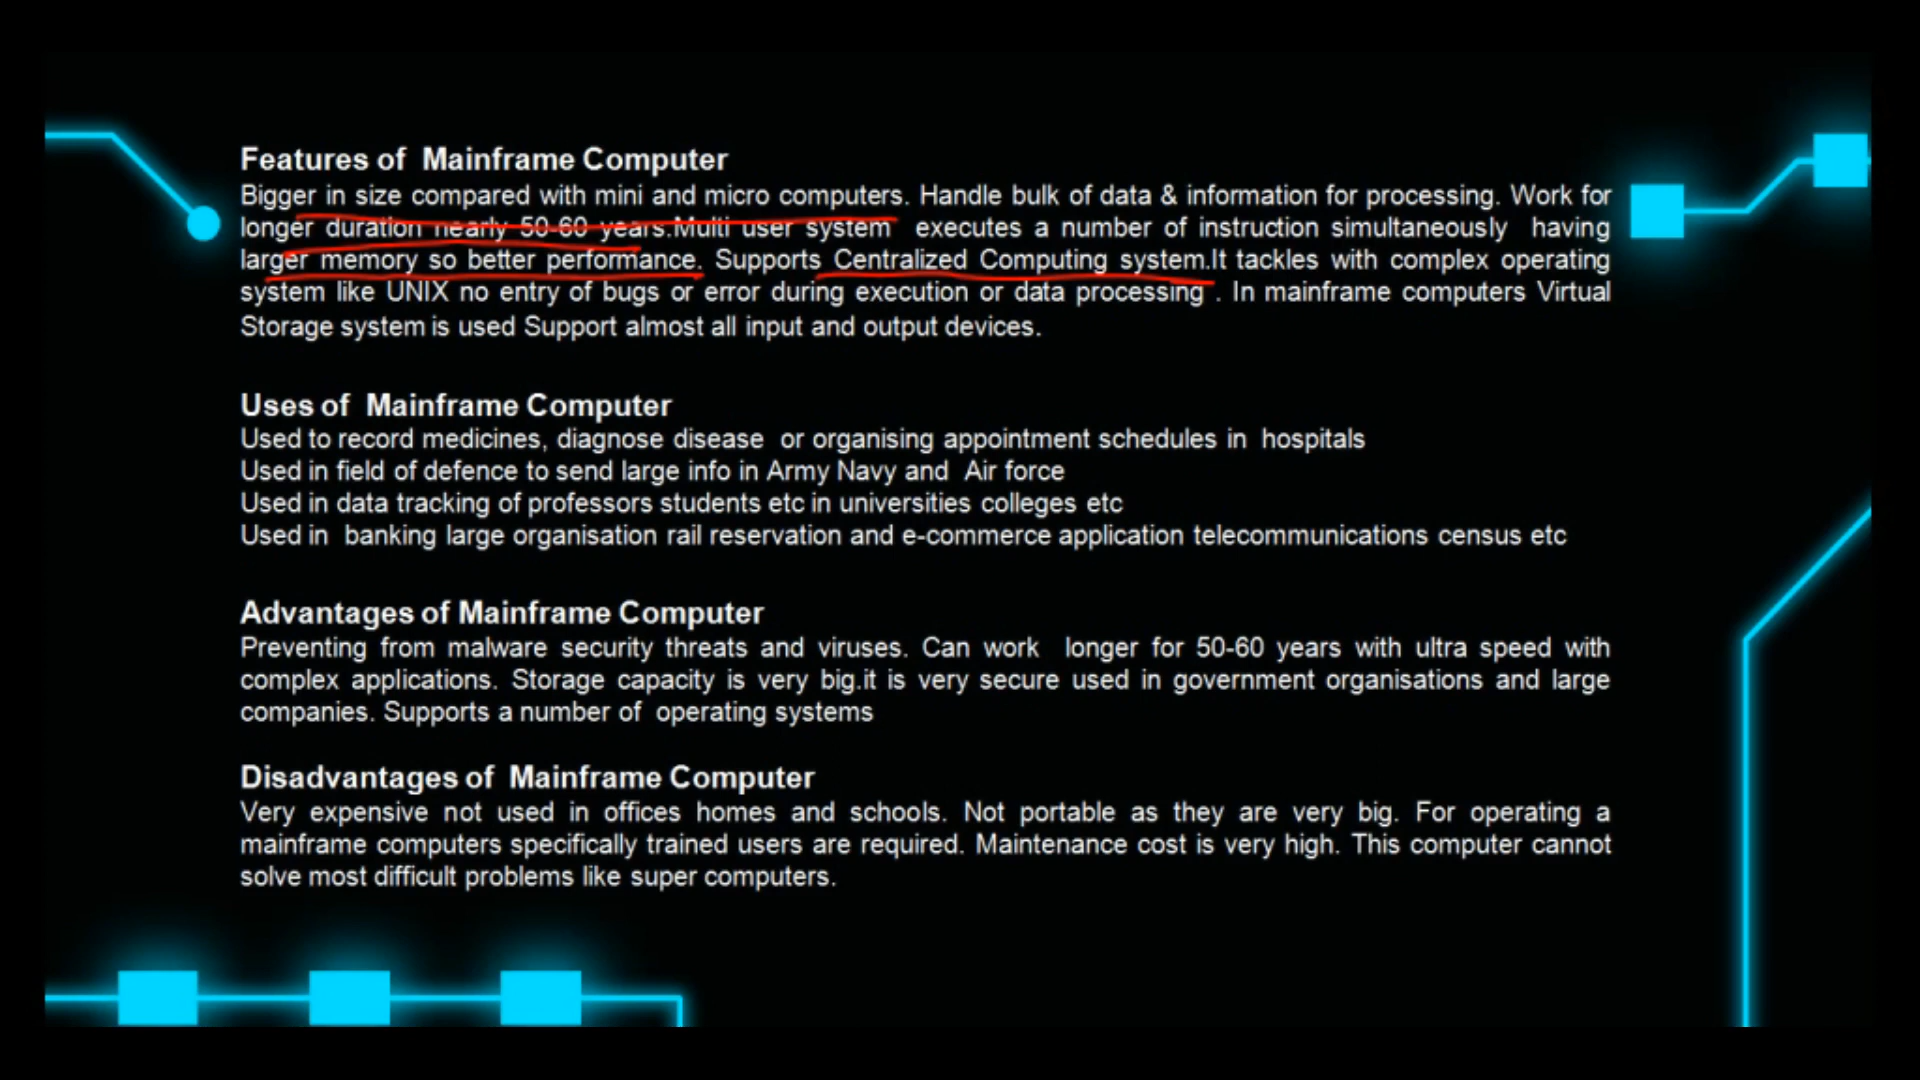 Features of Mainframe Computer
Bigger in size compared with mini and micro computers. Handle bulk of data & information for processing. Work for
longer duration nearly 50-60 years.Multi user system executes a number of instruction simultaneously having
larger memory so better performance. Supports Centralized Computing system.It tackles with complex operating
system like UNIX no entry of bugs or error during execution or data processing . In mainframe computers Virtual
Storage system is used Support almost all input and output devices.
Uses of Mainframe Computer
Used to record medicines, diagnose disease or organising appointment schedules in hospitals
Used in field of defence to send large info in Army Navy and Air force
Used in data tracking of professors students etc in universities colleges etc
Used in banking large organisation rail reservation and e-commerce application telecommunications census etc
Advantages of Mainframe Computer
Preventing from malware security threats and viruses. Can work longer for 50-60 years with ultra speed with
complex applications. Storage capacity is very big.it is very secure used in government organisations and large
companies. Supports a number of operating systems
Disadvantages of Mainframe Computer
Very expensive not used in offices homes and schools. Not portable as they are very big. For operating a
mainframe computers specifically trained users are required. Maintenance cost is very high. This computer cannot
solve most difficult problems like super computers.